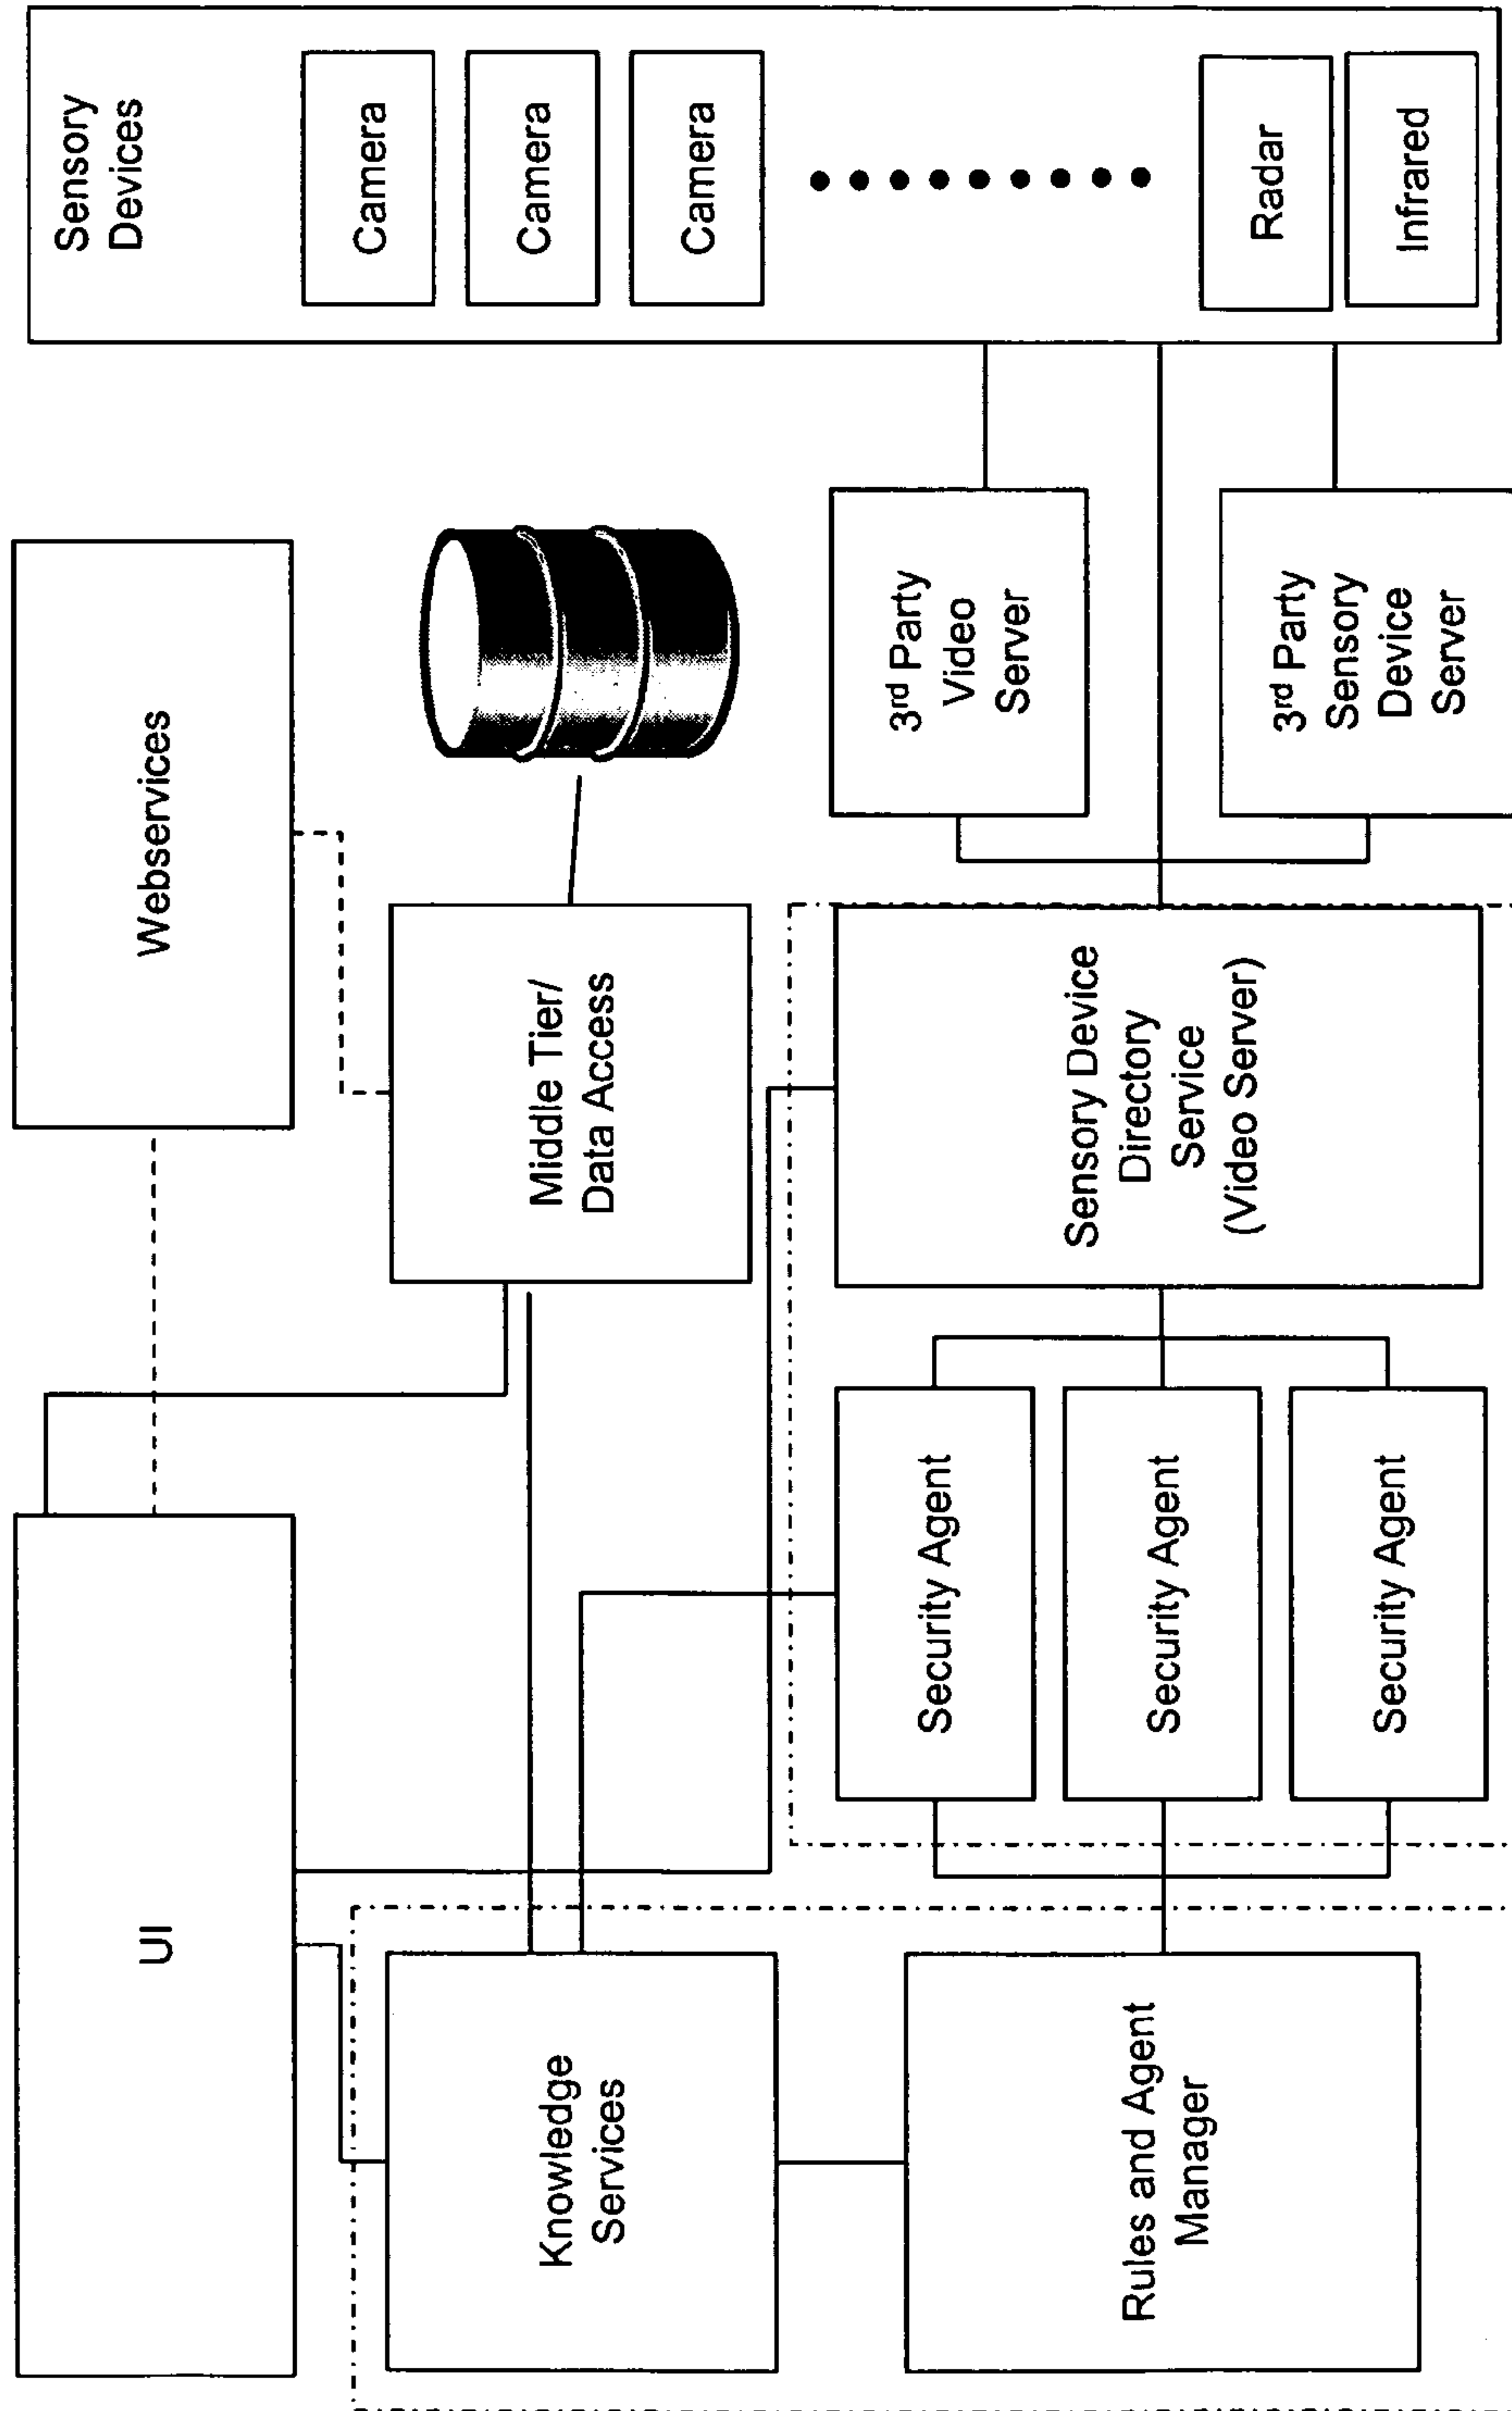 UI
Webservices
Sensory
Devices
Camera
Camera
Camera
Radar
Infrared
Knowledge
Services
Middle Tier/
Data Access
Rules and Agent
Manager
Security Agent
Security Agent
Security Agent
Sensory Device
Directory
Service
(Video Server)
3rd Party
Video
Server
3rd Party
Sensory
Device
Server